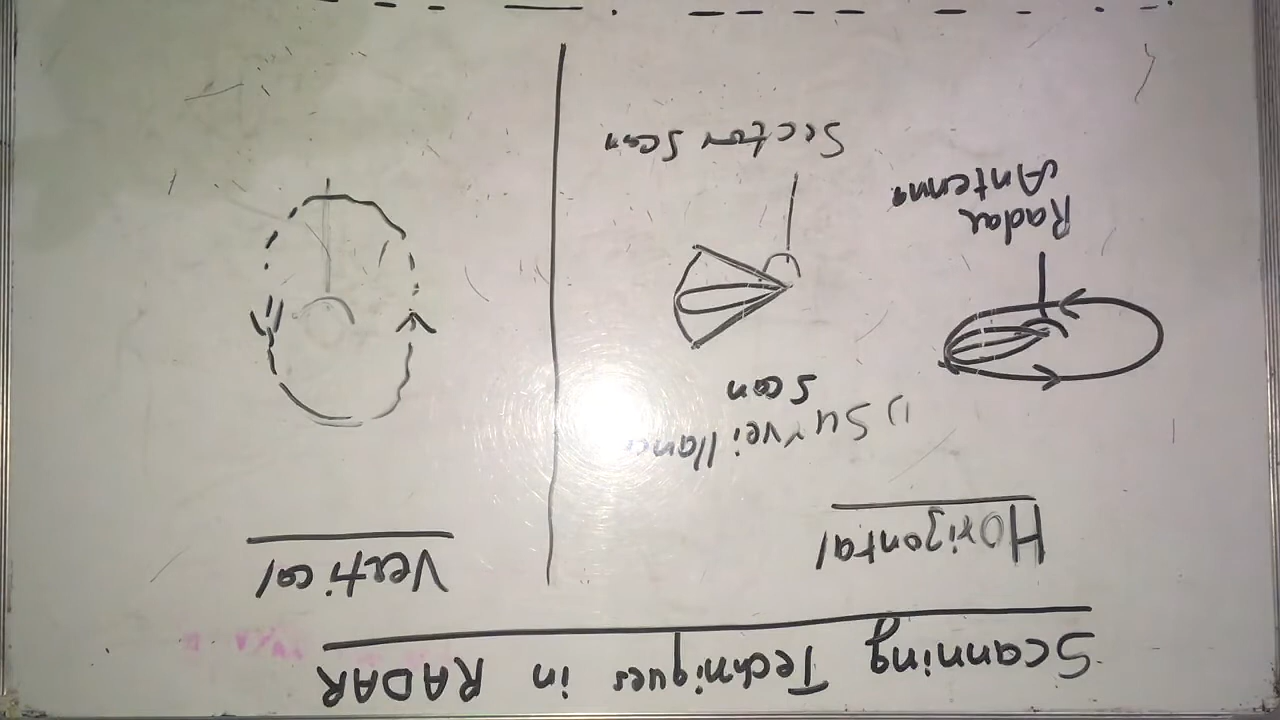 Scanning Techniques in RADAR
Horizontal
1) Surveillance
Scan
Radar
Antenna
Sector Scan
Vertical